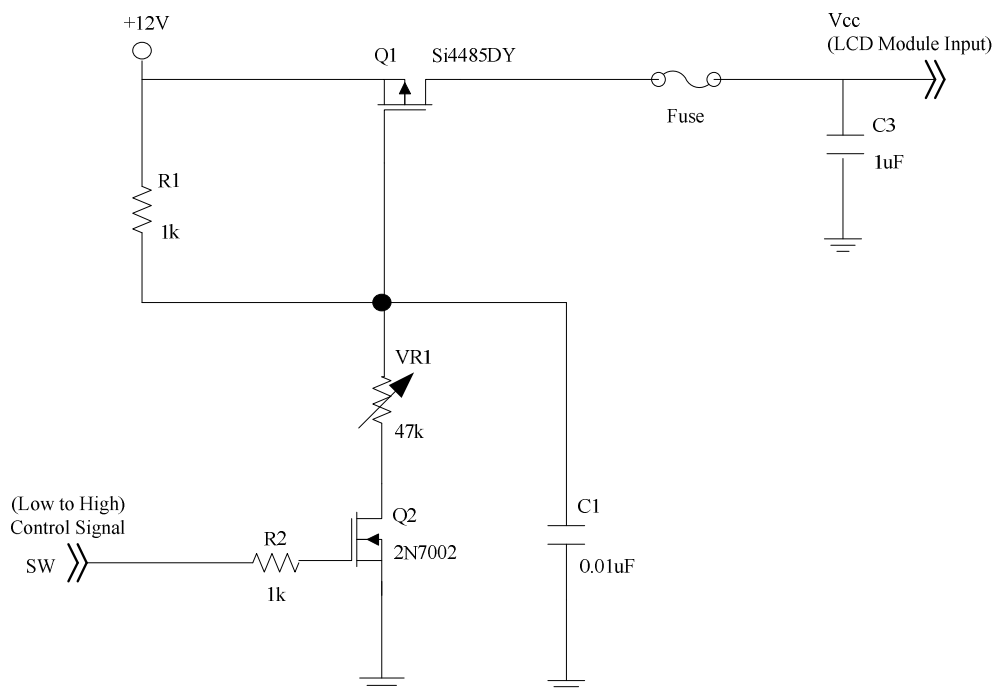 +12V
Vcc
(LCD Module Input)
Q1
Si4485DY
Fuse
C3
1uF
R1
1k
VR1
47k
(Low to High)
Control Signal
SW
R2
1k
Q2
2N7002
C1
0.01uF